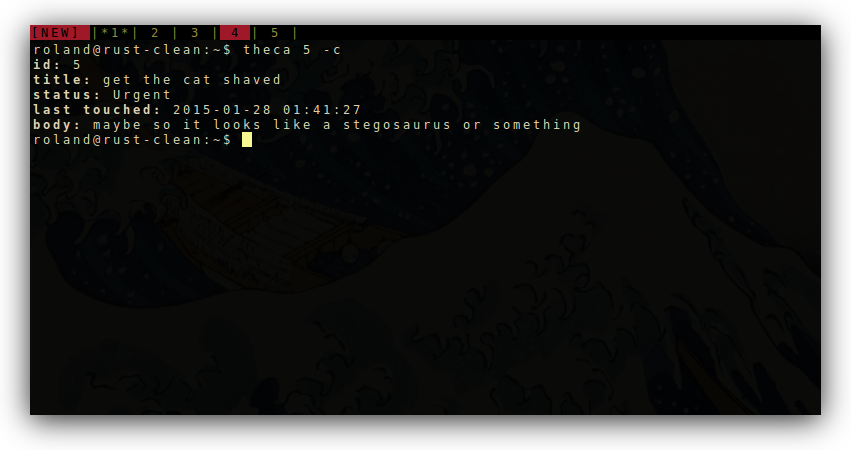 [NEW] |*1*| 2 | 3 | 4 | 5 |
roland@rust-clean:~$ theca 5 -c
id: 5
title: get the cat shaved
status: Urgent
last touched: 2015-01-28 01:41:27
body: maybe so it looks like a stegosaurus or something
roland@rust-clean:~$